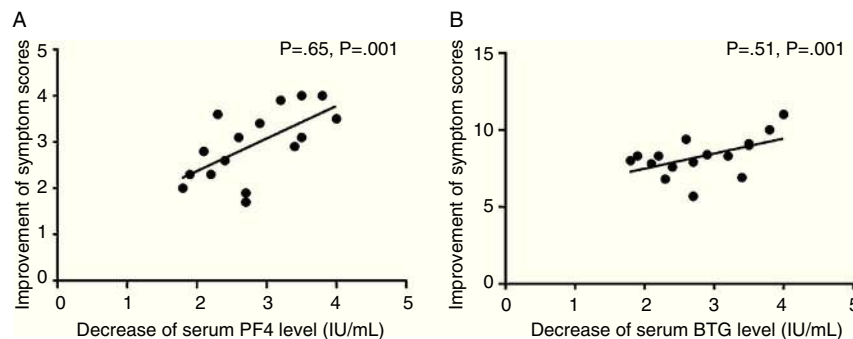 A
P=.65, P=.001
Improvement of symptom scores
5
4
3
2
1
0
0 1 2 3 4 5
Decrease of serum PF4 level (IU/mL)
B
P=.51, P=.001
Improvement of symptom scores
15
10
5
0
0 1 2 3 4 5
Decrease of serum BTG level (IU/mL)